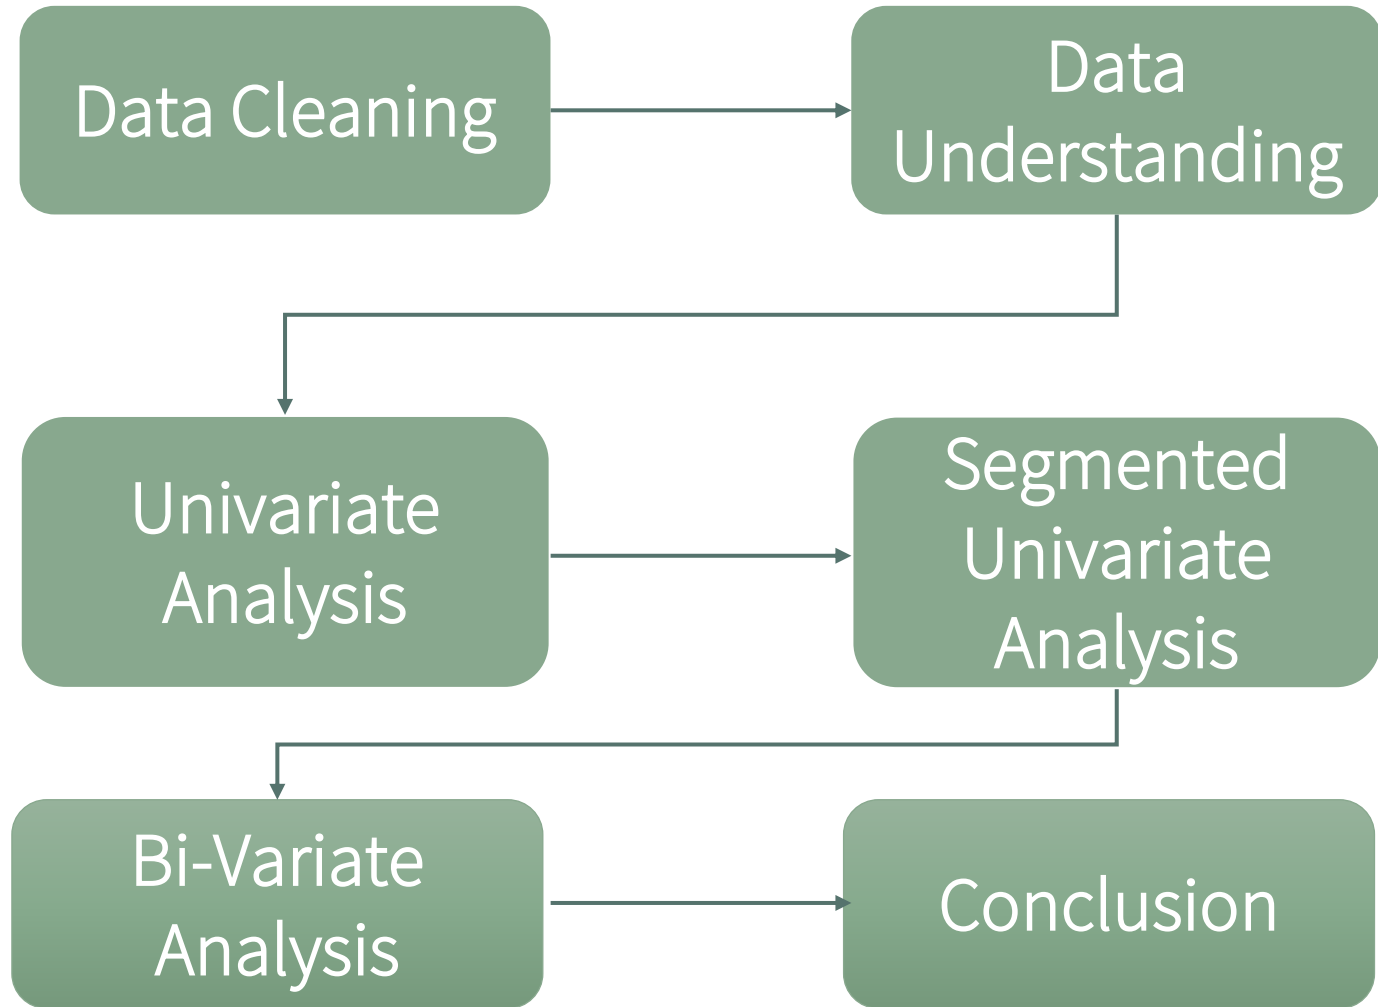 Data Cleaning
Data
Understanding
Univariate
Analysis
Segmented
Univariate
Analysis
Bi-Variate
Analysis
Conclusion